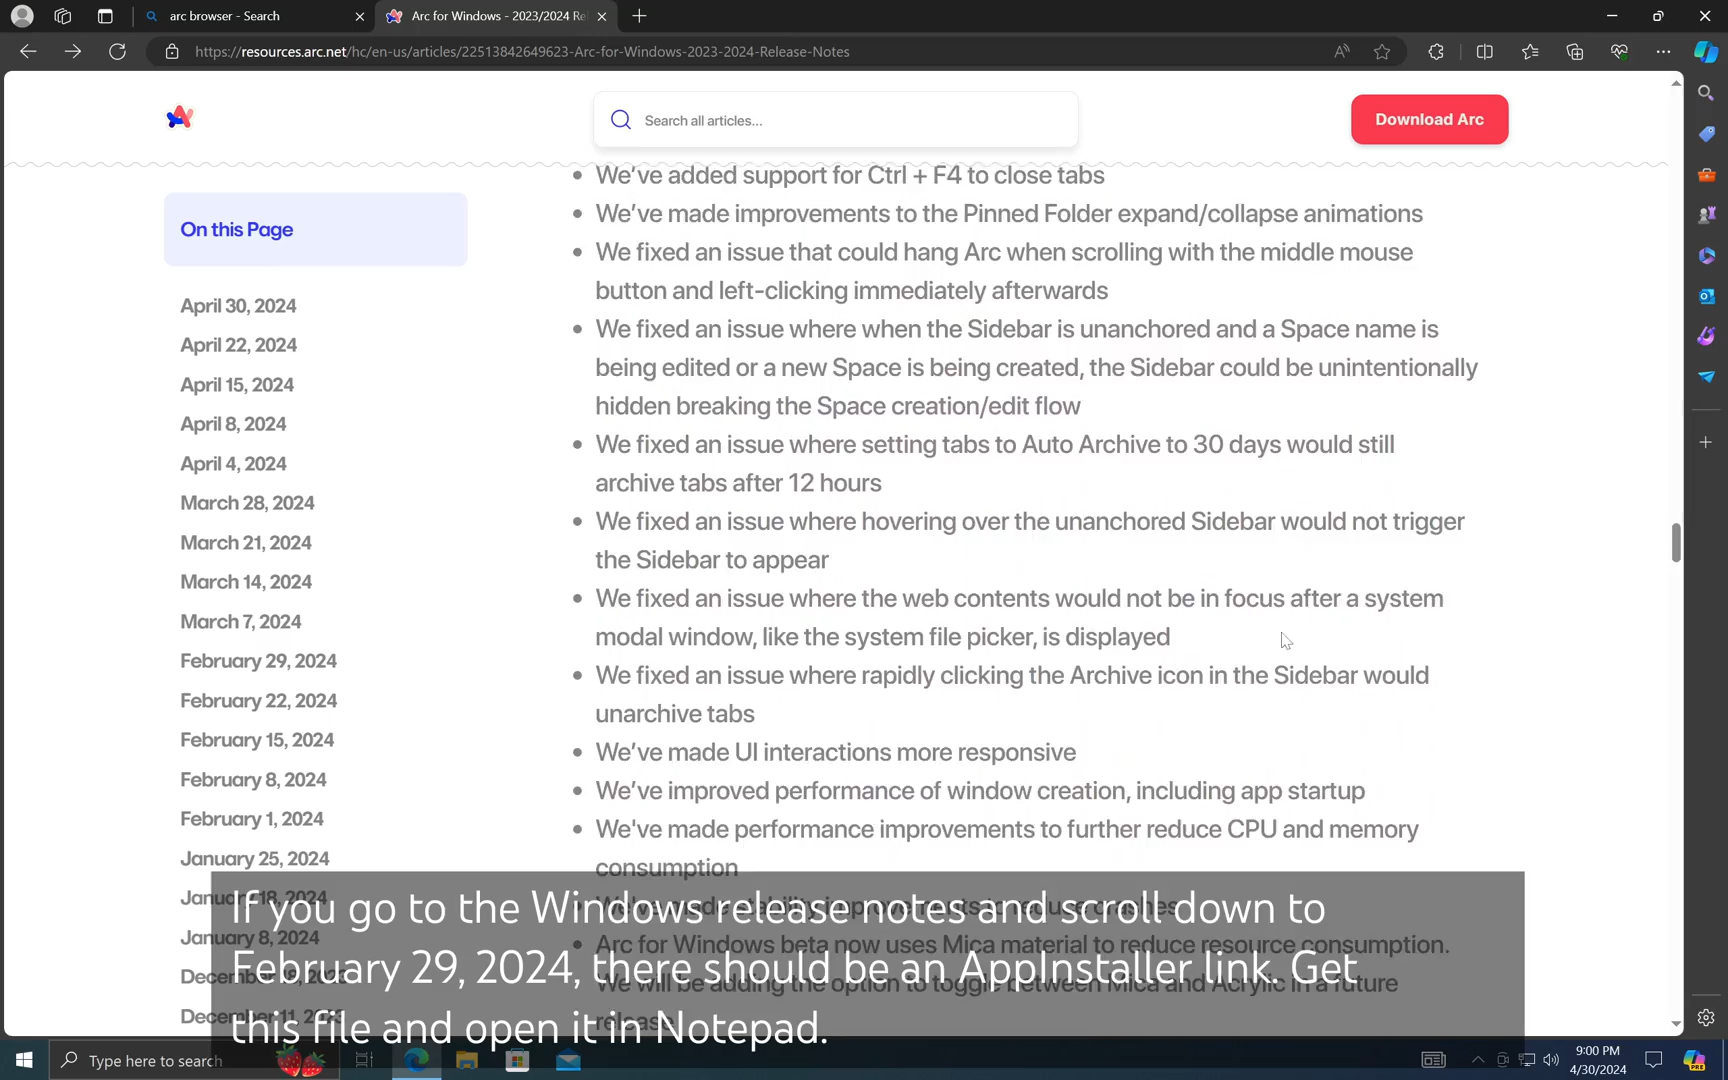 arc browser - Search
Arc for Windows - 2023/2024 Re
https://resources.arc.net/hc/en-us/articles/22513842649623-Arc-for-Windows-2023-2024-Release-Notes
Search all articles...
Download Arc
On this Page
April 30, 2024
April 22, 2024
April 15, 2024
April 8, 2024
April 4, 2024
March 28, 2024
March 21, 2024
March 14, 2024
March 7, 2024
February 29, 2024
February 22, 2024
February 15, 2024
February 8, 2024
February 1, 2024
January 25, 2024
January 18, 2024
January 8, 2024
December 18, 2023
December 11, 2023
We've added support for Ctrl + F4 to close tabs
We've made improvements to the Pinned Folder expand/collapse animations
We fixed an issue that could hang Arc when scrolling with the middle mouse
button and left-clicking immediately afterwards
We fixed an issue where when the Sidebar is unanchored and a Space name is
being edited or a new Space is being created, the Sidebar could be unintentionally
hidden breaking the Space creation/edit flow
We fixed an issue where setting tabs to Auto Archive to 30 days would still
archive tabs after 12 hours
We fixed an issue where hovering over the unanchored Sidebar would not trigger
the Sidebar to appear
We fixed an issue where the web contents would not be in focus after a system
modal window, like the system file picker, is displayed
We fixed an issue where rapidly clicking the Archive icon in the Sidebar would
unarchive tabs
We've made UI interactions more responsive
We've improved performance of window creation, including app startup
We've made performance improvements to further reduce CPU and memory
consumption
We've made stability improvements to reduce crashes
Arc for Windows beta now uses Mica material to reduce resource consumption.
We will be adding the option to toggle between Mica and Acrylic in a future
release
If you go to the Windows release notes and scroll down to
February 29, 2024, there should be an AppInstaller link. Get
this file and open it in Notepad.
Type here to search
9:00 PM
4/30/2024
PRE